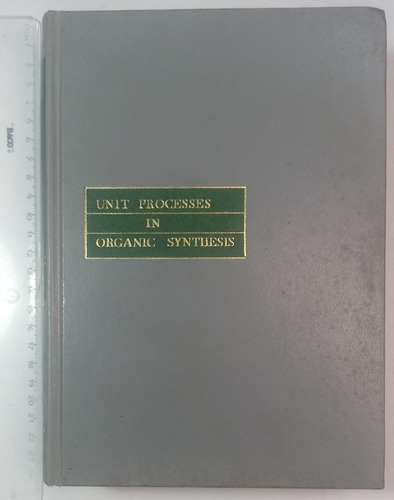 UNIT PROCESSES
IN
ORGANIC SYNTHESIS